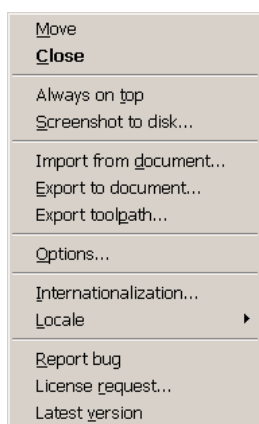 Move
Close
Always on top
Screenshot to disk...
Import from document...
Export to document...
Export toolpath...
Options...
Internationalization...
Locale
Report bug
License request...
Latest version